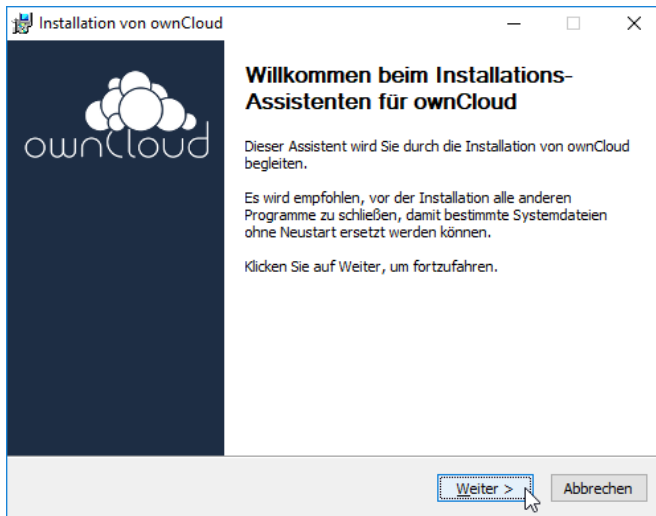 Installation von ownCloud
ownCloud
Willkommen beim Installations-
Assistenten für ownCloud
Dieser Assistent wird Sie durch die Installation von ownCloud
begleiten.
Es wird empfohlen, vor der Installation alle anderen
Programme zu schließen, damit bestimmte Systemdateien
ohne Neustart ersetzt werden können.
Klicken Sie auf Weiter, um fortzufahren.
Weiter >
Abbrechen